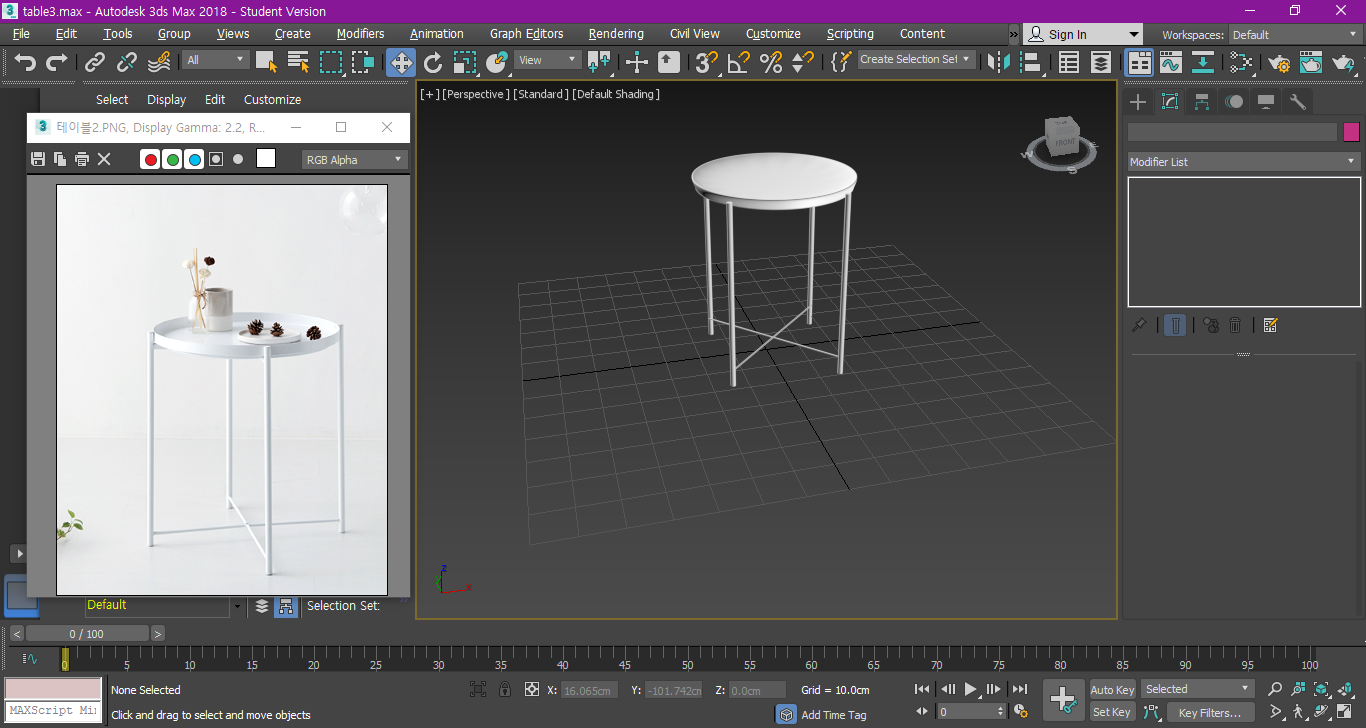 table3.max - Autodesk 3ds Max 2018 - Student Version
File Edit Tools Group Views Create Modifiers Animation Graph Editors Rendering Civil View Customize Scripting Content » Sign In Workspaces: Default
All View Create Selection Set
Select Display Edit Customize
[+] [Perspective] [Standard] [Default Shading]
테이블2.PNG, Display Gamma: 2.2, R...
RGB Alpha
Modifier List
FRONT
W
S
E
z
x
Default Selection Set:
< 0 / 100 >
0 5 10 15 20 25 30 35 40 45 50 55 60 65 70 75 80 85 90 95 100
None Selected X: 16.065cm Y: -101.742cm Z: 0.0cm Grid = 10.0cm Auto Key Selected
MAXScript Mi
Click and drag to select and move objects Add Time Tag 0 Set Key Key Filters...